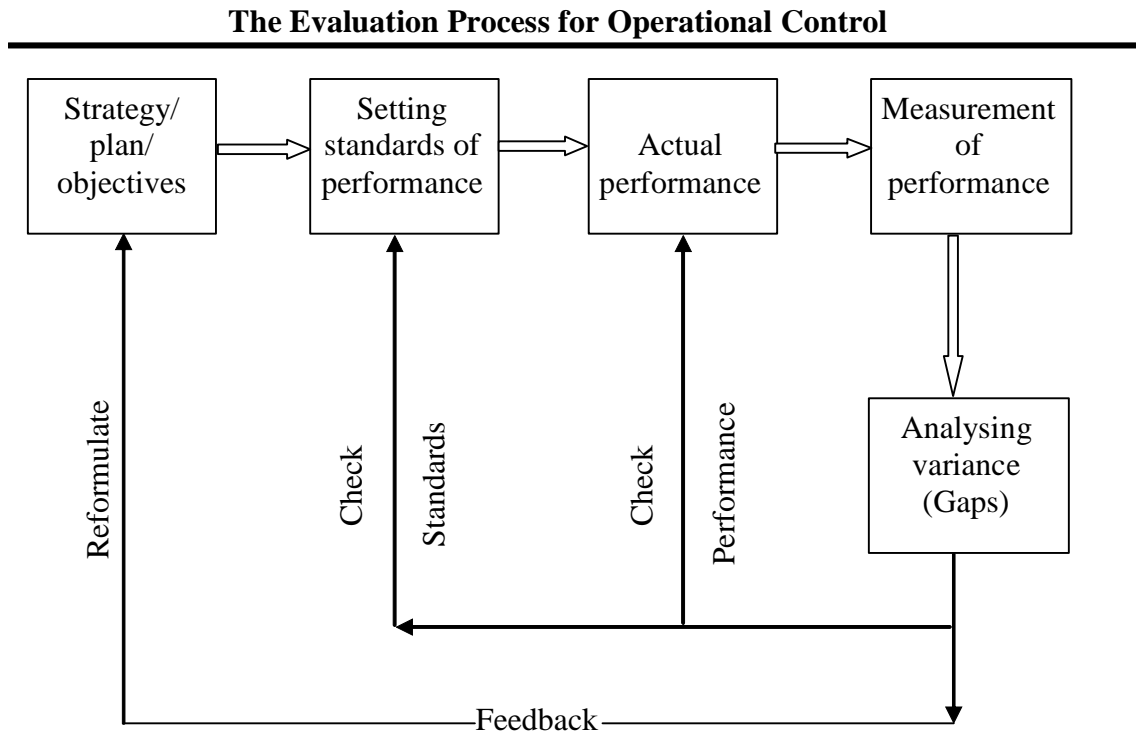 The Evaluation Process for Operational Control
Strategy/
plan/
objectives
Setting
standards of
performance
Actual
performance
Measurement
of
performance
Analysing
variance
(Gaps)
Reformulate
Check
Standards
Check
Performance
Feedback